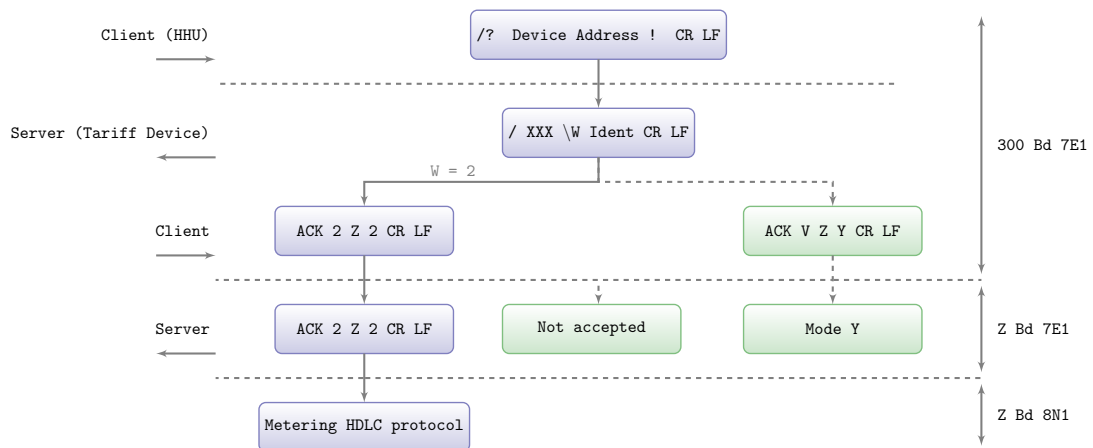 Client (HHU)
/? Device Address ! CR LF
Server (Tariff Device)
/ XXX \W Ident CR LF
300 Bd 7E1
W = 2
Client
ACK 2 Z 2 CR LF
ACK V Z Y CR LF
Server
ACK 2 Z 2 CR LF
Not accepted
Mode Y
Z Bd 7E1
Metering HDLC protocol
Z Bd 8N1